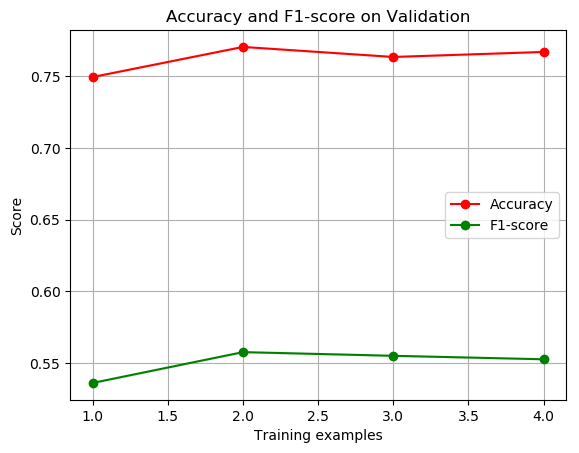 Accuracy and F1-score on Validation
Score
0.75
0.70
0.65
0.60
0.55
Accuracy
F1-score
1.0 1.5 2.0 2.5 3.0 3.5 4.0
Training examples